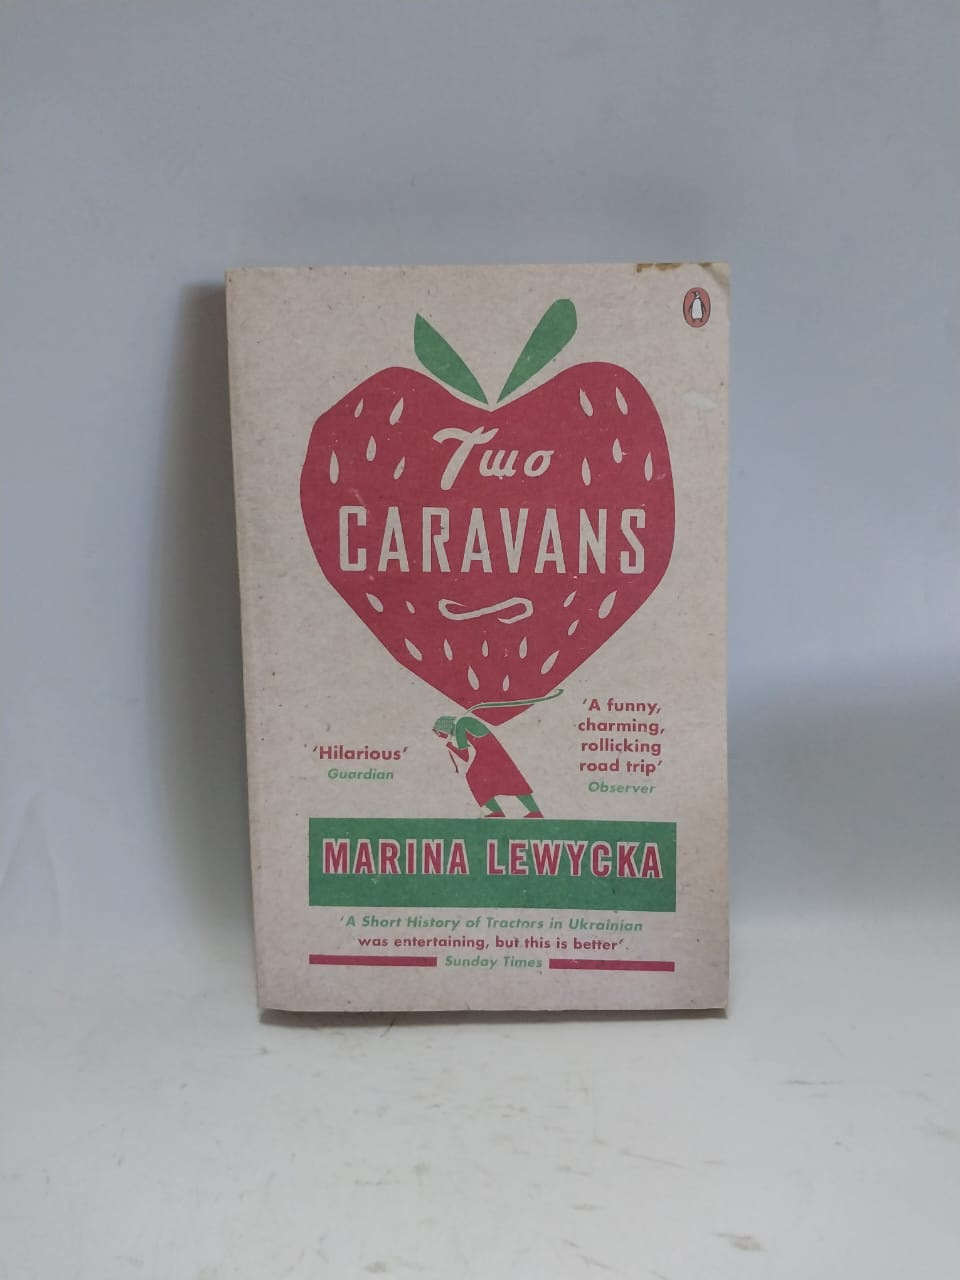 Two
CARAVANS
'Hilarious'
Guardian
'A funny,
charming,
rollicking
road trip'
Observer
MARINA LEWYCKA
'A Short History of Tractors in Ukrainian
was entertaining, but this is better'
Sunday Times